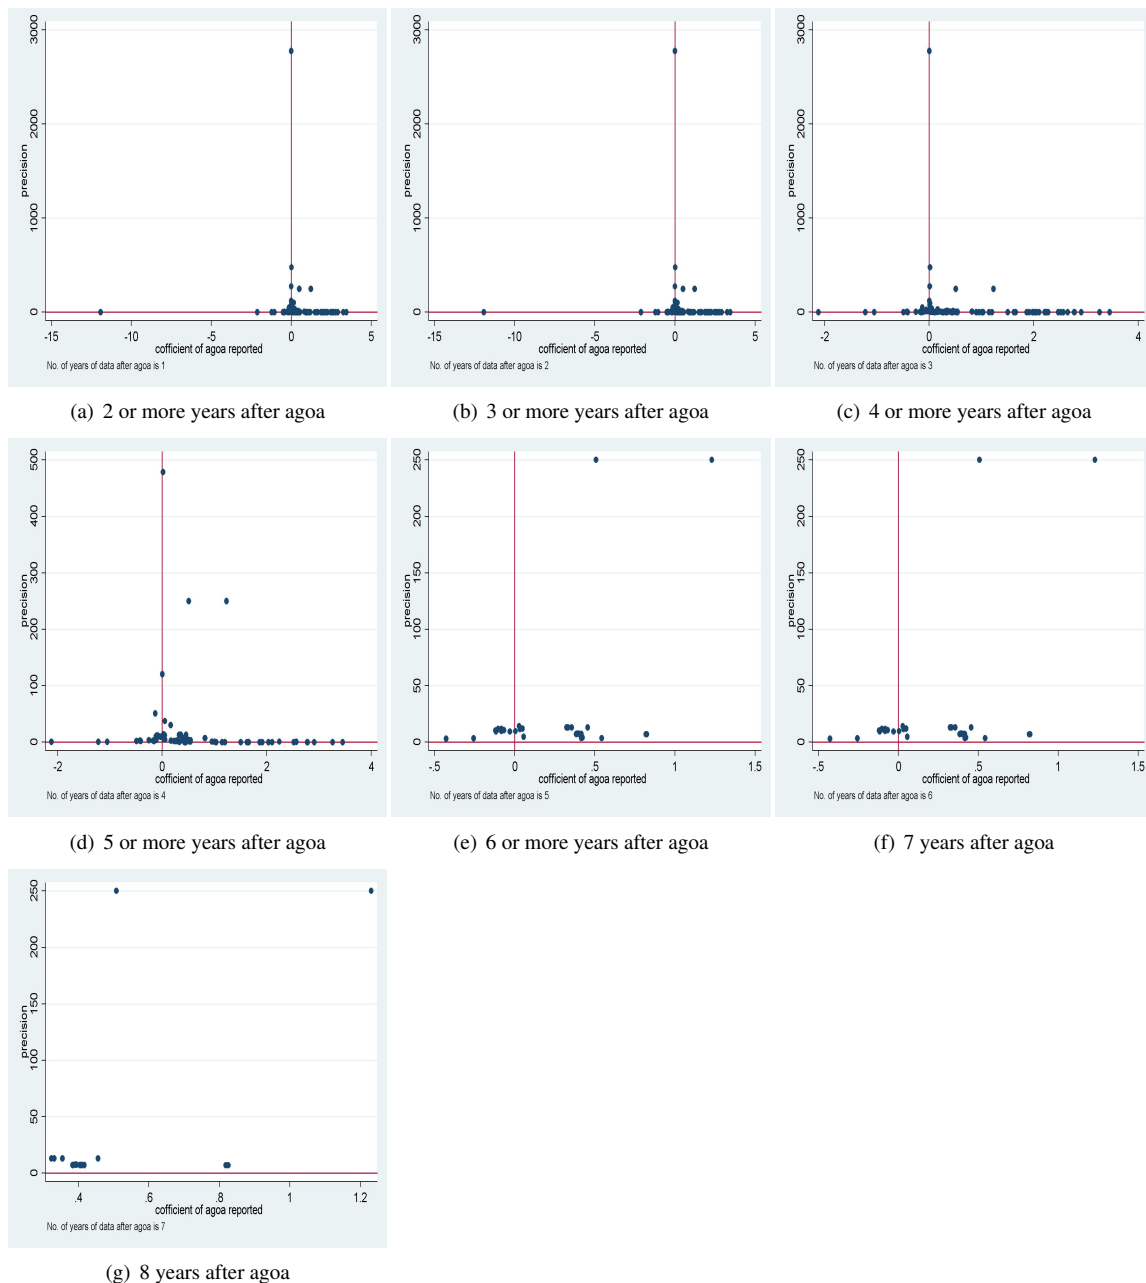 3000
2000
1000
0
precision
-15
-10
-5
0
5
cofficient of agoa reported
No. of years of data after agoa is 1
(a) 2 or more years after agoa
3000
2000
1000
0
precision
-15
-10
-5
0
5
cofficient of agoa reported
No. of years of data after agoa is 2
(b) 3 or more years after agoa
3000
2000
1000
0
precision
-2
0
2
4
cofficient of agoa reported
No. of years of data after agoa is 3
(c) 4 or more years after agoa
500
400
300
200
100
0
precision
-2
0
2
4
cofficient of agoa reported
No. of years of data after agoa is 4
(d) 5 or more years after agoa
250
200
150
100
50
0
precision
-.5
0
.5
1
1.5
cofficient of agoa reported
No. of years of data after agoa is 5
(e) 6 or more years after agoa
250
200
150
100
50
0
precision
-.5
0
.5
1
1.5
cofficient of agoa reported
No. of years of data after agoa is 6
(f) 7 years after agoa
250
200
150
100
50
0
precision
.4
.6
.8
1
1.2
cofficient of agoa reported
No. of years of data after agoa is 7
(g) 8 years after agoa